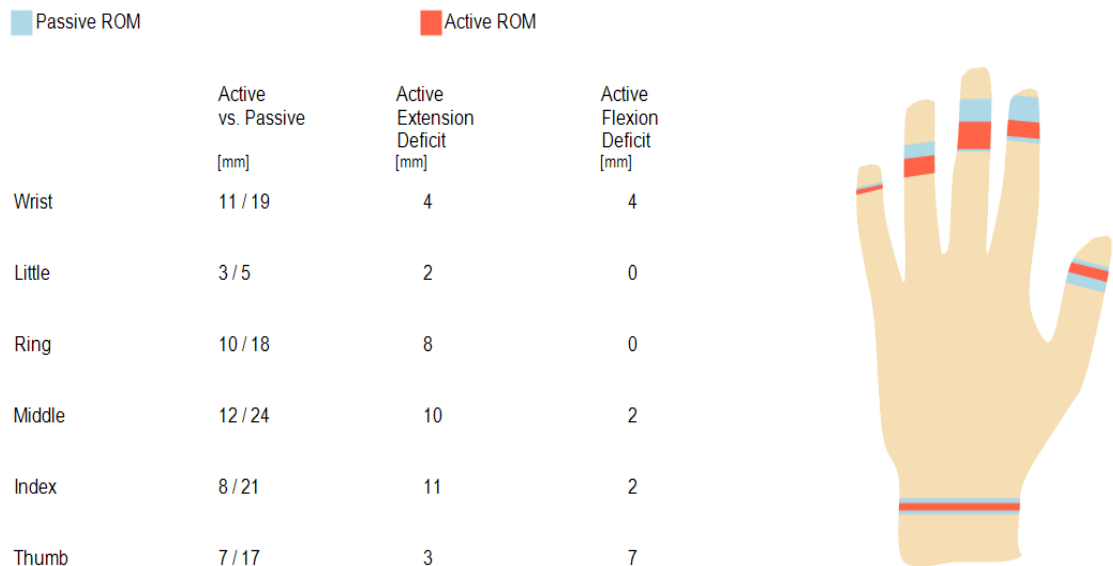 Passive ROM Active ROM
Active Active Active
vs. Passive Extension Flexion
Deficit Deficit
[mm] [mm] [mm]
Wrist 11 / 19 4 4
Little 3 / 5 2 0
Ring 10 / 18 8 0
Middle 12 / 24 10 2
Index 8 / 21 11 2
Thumb 7 / 17 3 7